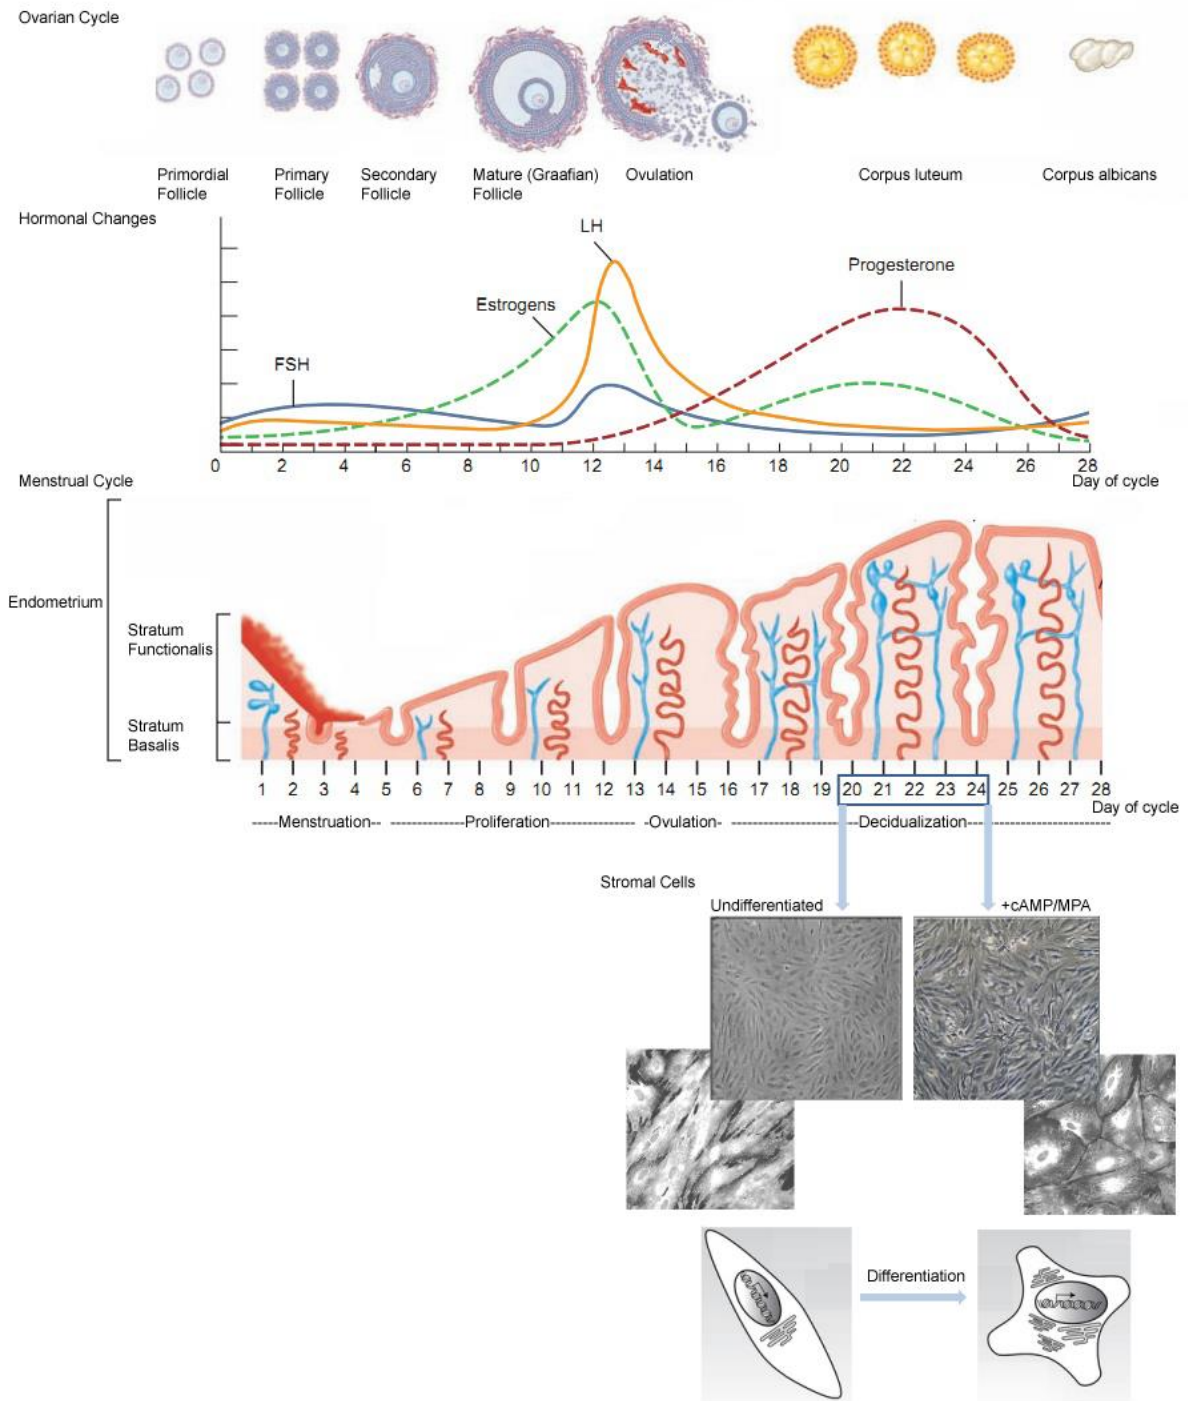 Ovarian Cycle
Primordial
Follicle
Primary
Follicle
Secondary
Follicle
Mature (Graafian)
Follicle
Ovulation
Corpus luteum
Corpus albicans
Hormonal Changes
LH
Progesterone
Estrogens
FSH
0 2 4 6 8 10 12 14 16 18 20 22 24 26 28
Day of cycle
Menstrual Cycle
Endometrium
Stratum
Functionalis
Stratum
Basalis
1 2 3 4 5 6 7 8 9 10 11 12 13 14 15 16 17 18 19 20 21 22 23 24 25 26 27 28
Day of cycle
Menstruation
Proliferation
Ovulation
Decidualization
Stromal Cells
Undifferentiated
+cAMP/MPA
Differentiation